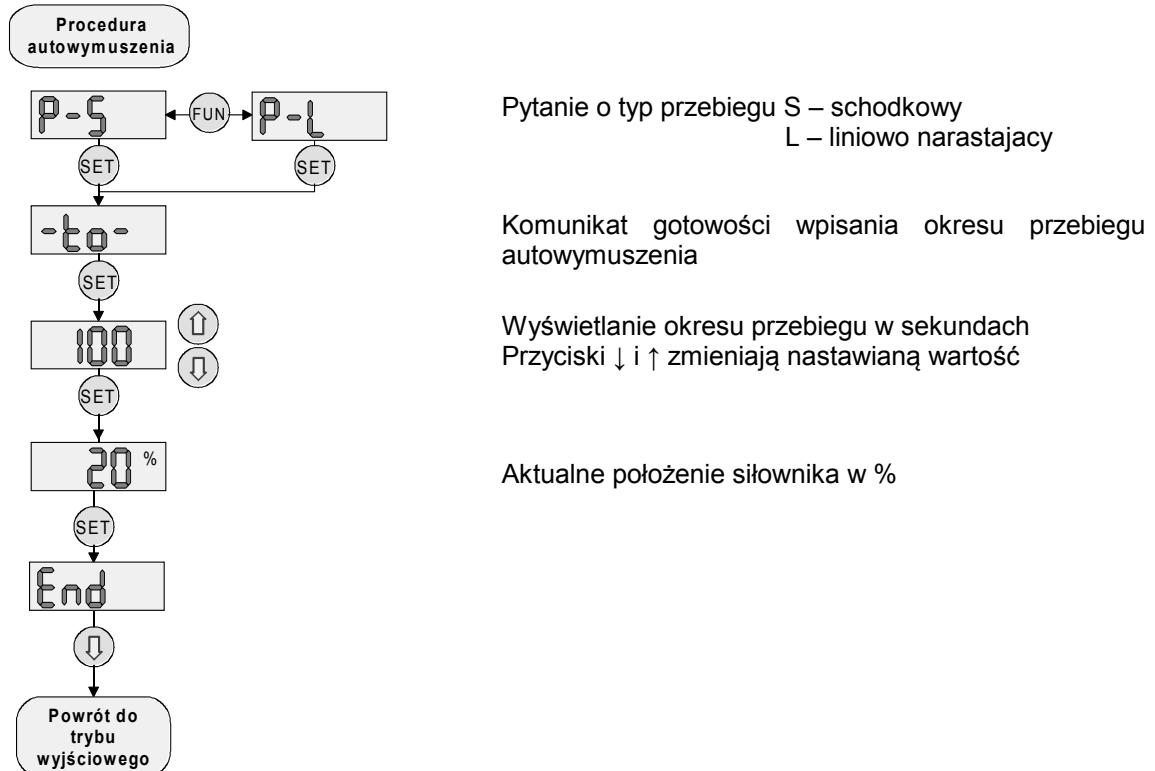 Procedura
autowymuszenia
P-S
FUN
P-L
Pytanie o typ przebiegu S – schodkowy
L – liniowo narastajacy
SET
SET
-to-
Komunikat gotowości wpisania okresu przebiegu
autowymuszenia
SET
100
Wyświetlanie okresu przebiegu w sekundach
Przyciski ↓ i ↑ zmieniają nastawianą wartość
SET
20 %
Aktualne położenie siłownika w %
SET
End
Powrót do
trybu
wyjściowego